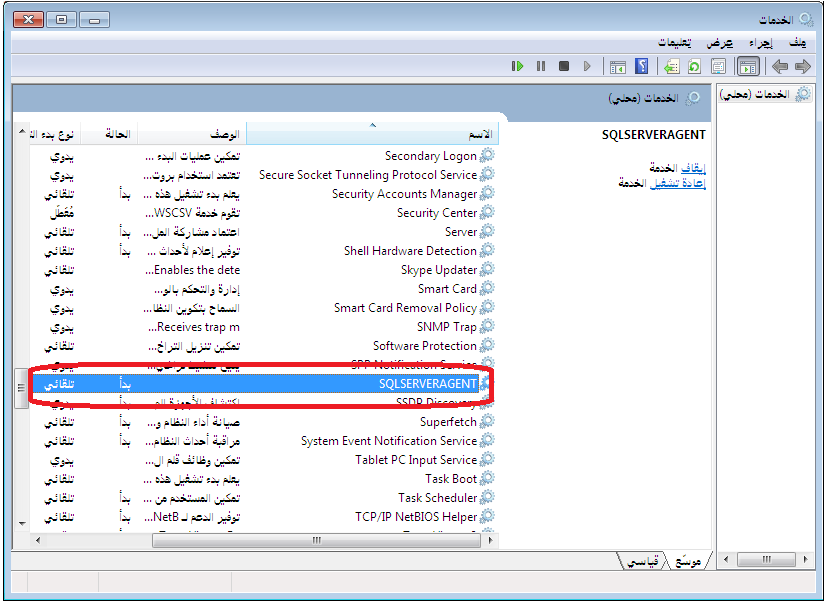 الخدمات
ملف إجراء عرض تعليمات
الخدمات (محلي)
الخدمات (محلي)
SQLSERVERAGENT
إيقاف الخدمة
إعادة تشغيل الخدمة
الاسم الوصف الحالة نوع بدء الت
Secondary Logon تمكين عمليات البدء ... يدوي
Secure Socket Tunneling Protocol Service تعتمد استخدام بروت... يدوي
Security Accounts Manager يعلم بدء تشغيل هذه ... بدأ تلقائي
Security Center تقوم خدمة WSCSV... مُعَطَل
Server اعتماد مشاركة المل... بدأ تلقائي
Shell Hardware Detection توفير إعلام لأحداث ... بدأ تلقائي
Skype Updater Enables the dete... تلقائي
Smart Card إدارة والتحكم بالو... يدوي
Smart Card Removal Policy السماح بتكوين النظا... يدوي
SNMP Trap Receives trap m... يدوي
Software Protection تمكين تنزيل التراخ... تلقائي
SPP Notification Service يدوي
SQLSERVERAGENT بدأ تلقائي
SSDP Discovery اكتشاف الأجهزة الم... بدأ يدوي
Superfetch صيانة أداء النظام و... بدأ تلقائي
System Event Notification Service مراقبة أحداث النظام... بدأ تلقائي
Tablet PC Input Service تمكين وظائف قلم ال... يدوي
Task Boot يعلم بدء تشغيل هذه ... تلقائي
Task Scheduler تمكين المستخدم من ... بدأ تلقائي
TCP/IP NetBIOS Helper توفير الدعم لـ NetB... بدأ تلقائي
موسّع قياسي